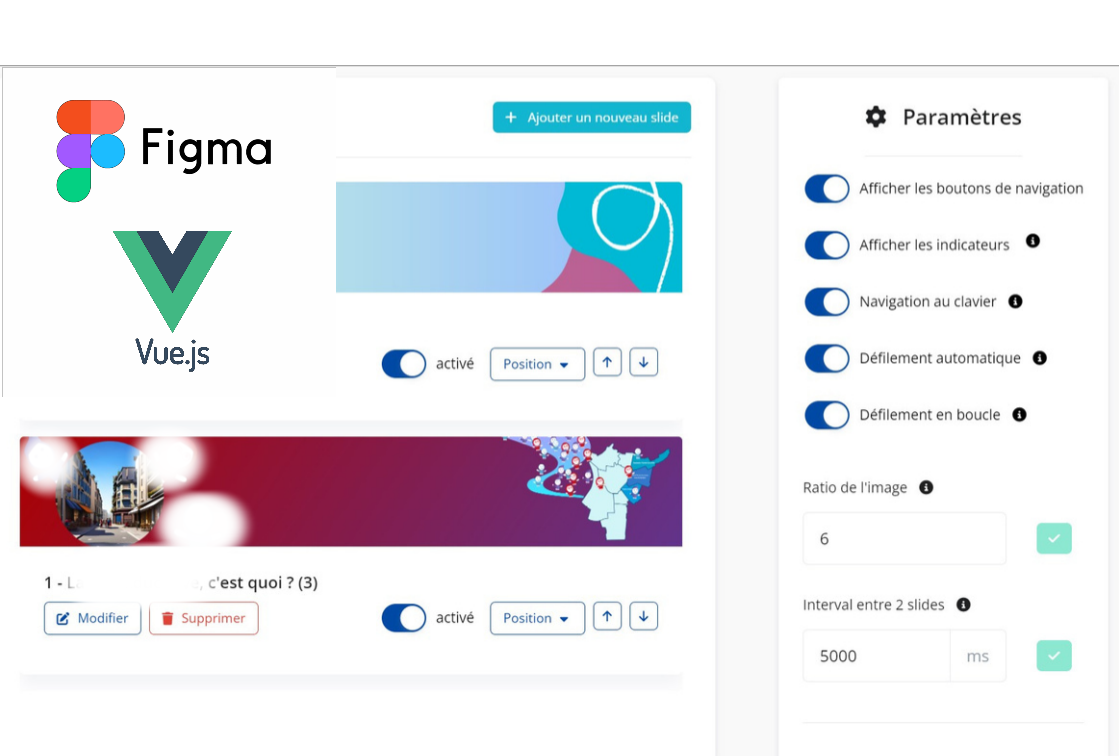 Figma
Vue.js
+ Ajouter un nouveau slide
activé
Position
1 - c'est quoi ? (3)
Modifier
Supprimer
activé
Position
Paramètres
Afficher les boutons de navigation
Afficher les indicateurs
Navigation au clavier
Défilement automatique
Défilement en boucle
Ratio de l'image
6
Interval entre 2 slides
5000 ms